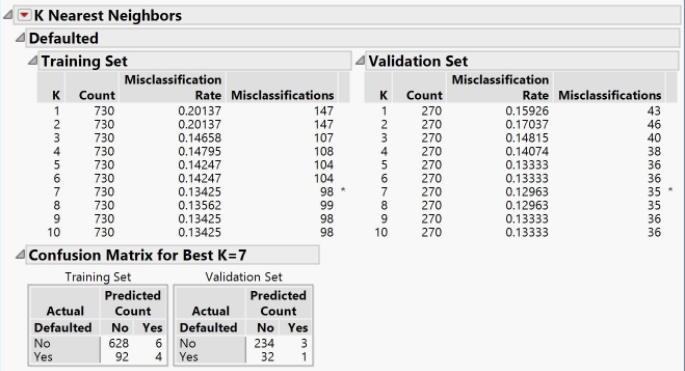 K Nearest Neighbors
Defaulted
Training Set
Misclassification
K Count Rate Misclassifications
1 730 0.20137 147
2 730 0.20137 147
3 730 0.14658 107
4 730 0.14795 108
5 730 0.14247 104
6 730 0.14247 104
7 730 0.13425 98 *
8 730 0.13562 99
9 730 0.13425 98
10 730 0.13425 98
Validation Set
Misclassification
K Count Rate Misclassifications
1 270 0.15926 43
2 270 0.17037 46
3 270 0.14815 40
4 270 0.14074 38
5 270 0.13333 36
6 270 0.13333 36
7 270 0.12963 35 *
8 270 0.12963 35
9 270 0.13333 36
10 270 0.13333 36
Confusion Matrix for Best K=7
Training Set
Predicted
Actual Count
Defaulted No Yes
No 628 6
Yes 92 4
Validation Set
Predicted
Actual Count
Defaulted No Yes
No 234 3
Yes 32 1